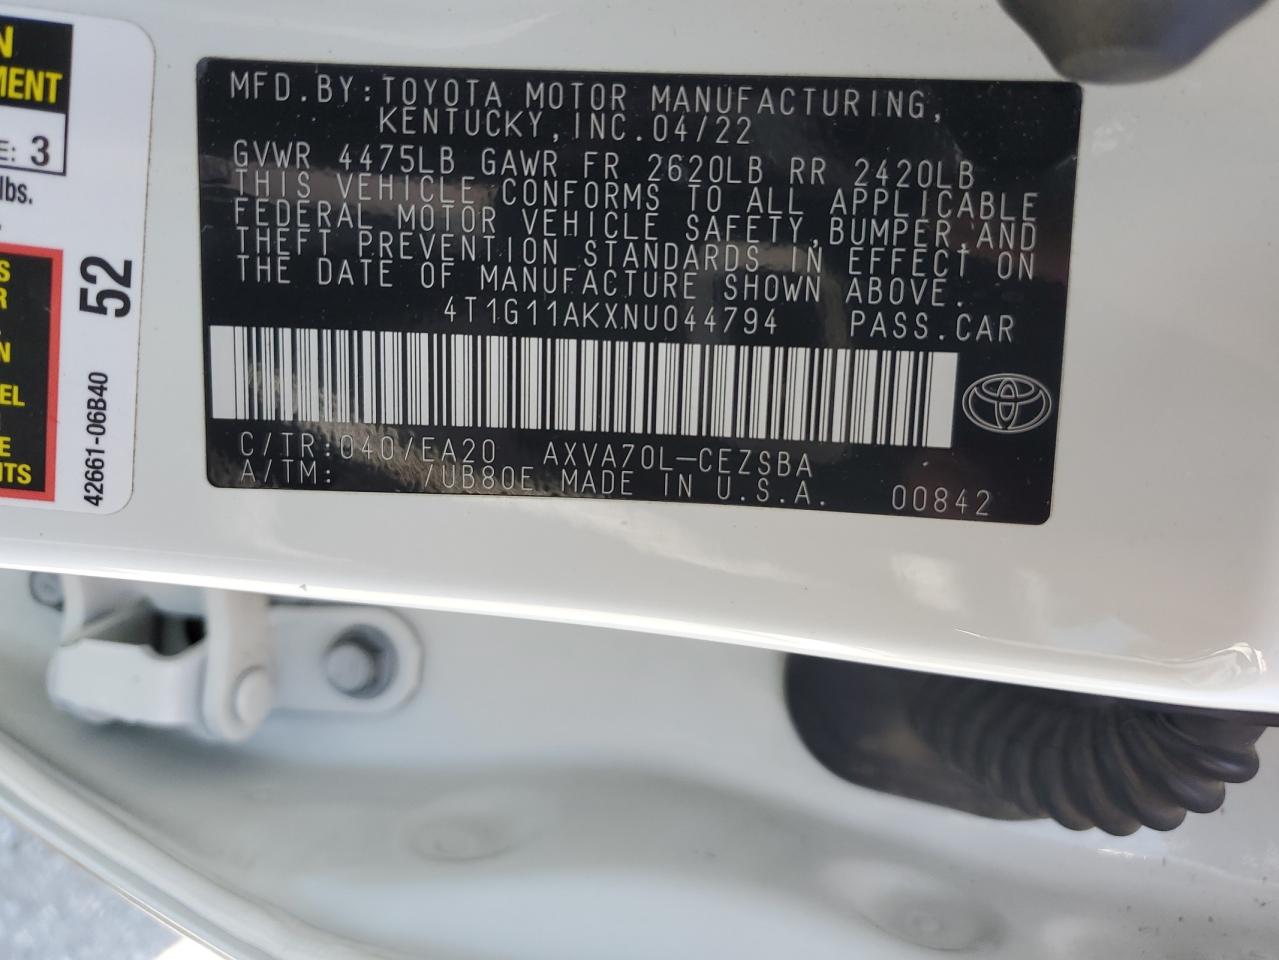 N
MENT
E: 3
lbs.
S
R
N
EL
E
NTS
52
42661-06B40
MFD.BY:TOYOTA MOTOR MANUFACTURING,
KENTUCKY,INC.04/22
GVWR 4475LB GAWR FR 2620LB RR 2420LB
THIS VEHICLE CONFORMS TO ALL APPLICABLE
FEDERAL MOTOR VEHICLE SAFETY,BUMPER,AND
THEFT PREVENTION STANDARDS IN EFFECT ON
THE DATE OF MANUFACTURE SHOWN ABOVE.
4T1G11AKXNU044794 PASS.CAR
C/TR:040/EA20 AXVA70L-CEZSBA
A/TM: /UB80E MADE IN U.S.A. 00842